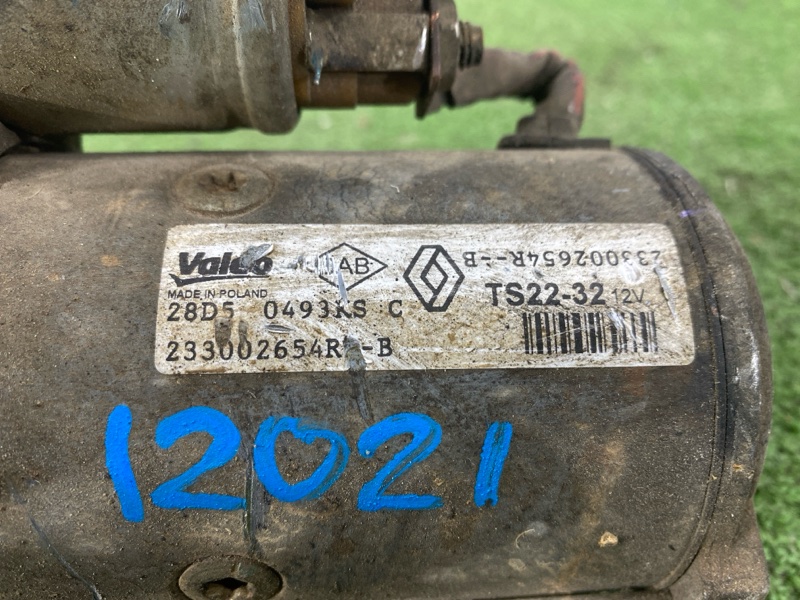 Valeo
MADE IN POLAND
AB
233002654R--B
28D5 0493KS C
TS22-32 12V
233002654R--B
12021